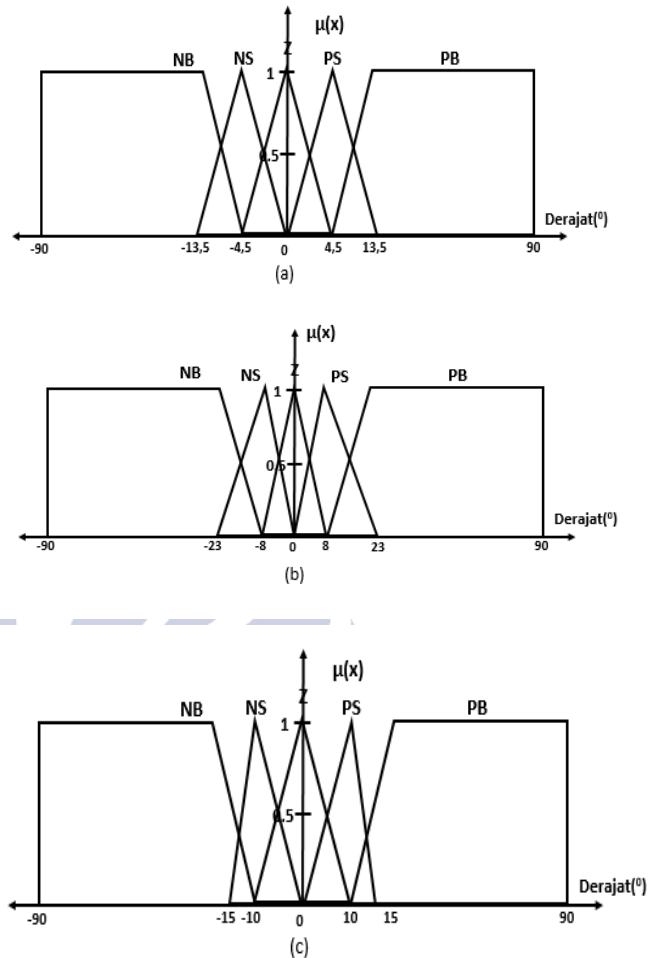 μ(x)
NB NS Z PS PB
1
0,5
Derajat(⁰)
-90 -13,5 -4,5 0 4,5 13,5 90
(a)
μ(x)
NB NS Z PS PB
1
0,5
Derajat(⁰)
-90 -23 -8 0 8 23 90
(b)
μ(x)
NB NS Z PS PB
1
0,5
Derajat(⁰)
-90 -15 -10 0 10 15 90
(c)